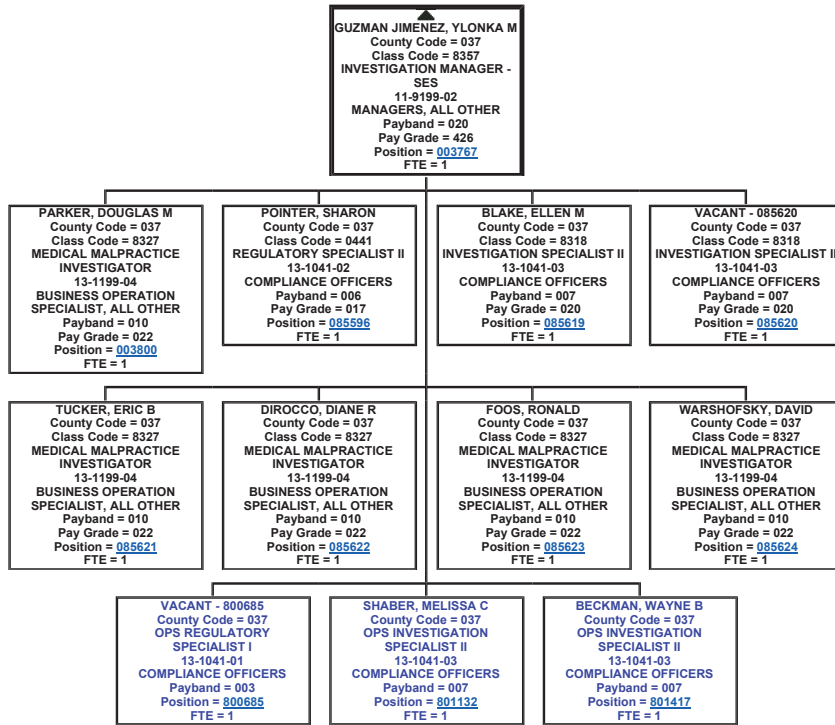 GUZMAN JIMENEZ, YLONKA M
County Code = 037
Class Code = 8357
INVESTIGATION MANAGER -
SES
11-9199-02
MANAGERS, ALL OTHER
Payband = 020
Pay Grade = 426
Position = 003767
FTE = 1
PARKER, DOUGLAS M
County Code = 037
Class Code = 8327
MEDICAL MALPRACTICE
INVESTIGATOR
13-1199-04
BUSINESS OPERATION
SPECIALIST, ALL OTHER
Payband = 010
Pay Grade = 022
Position = 003800
FTE = 1
POINTER, SHARON
County Code = 037
Class Code = 0441
REGULATORY SPECIALIST II
13-1041-02
COMPLIANCE OFFICERS
Payband = 006
Pay Grade = 017
Position = 085596
FTE = 1
BLAKE, ELLEN M
County Code = 037
Class Code = 8318
INVESTIGATION SPECIALIST II
13-1041-03
COMPLIANCE OFFICERS
Payband = 007
Pay Grade = 020
Position = 085619
FTE = 1
VACANT - 085620
County Code = 037
Class Code = 8318
INVESTIGATION SPECIALIST II
13-1041-03
COMPLIANCE OFFICERS
Payband = 007
Pay Grade = 020
Position = 085620
FTE = 1
TUCKER, ERIC B
County Code = 037
Class Code = 8327
MEDICAL MALPRACTICE
INVESTIGATOR
13-1199-04
BUSINESS OPERATION
SPECIALIST, ALL OTHER
Payband = 010
Pay Grade = 022
Position = 085621
FTE = 1
DIROCCO, DIANE R
County Code = 037
Class Code = 8327
MEDICAL MALPRACTICE
INVESTIGATOR
13-1199-04
BUSINESS OPERATION
SPECIALIST, ALL OTHER
Payband = 010
Pay Grade = 022
Position = 085622
FTE = 1
FOOS, RONALD
County Code = 037
Class Code = 8327
MEDICAL MALPRACTICE
INVESTIGATOR
13-1199-04
BUSINESS OPERATION
SPECIALIST, ALL OTHER
Payband = 010
Pay Grade = 022
Position = 085623
FTE = 1
WARSHOFSKY, DAVID
County Code = 037
Class Code = 8327
MEDICAL MALPRACTICE
INVESTIGATOR
13-1199-04
BUSINESS OPERATION
SPECIALIST, ALL OTHER
Payband = 010
Pay Grade = 022
Position = 085624
FTE = 1
VACANT - 800685
County Code = 037
OPS REGULATORY
SPECIALIST I
13-1041-01
COMPLIANCE OFFICERS
Payband = 003
Position = 800685
FTE = 1
SHABER, MELISSA C
County Code = 037
OPS INVESTIGATION
SPECIALIST II
13-1041-03
COMPLIANCE OFFICERS
Payband = 007
Position = 801132
FTE = 1
BECKMAN, WAYNE B
County Code = 037
OPS INVESTIGATION
SPECIALIST II
13-1041-03
COMPLIANCE OFFICERS
Payband = 007
Position = 801417
FTE = 1